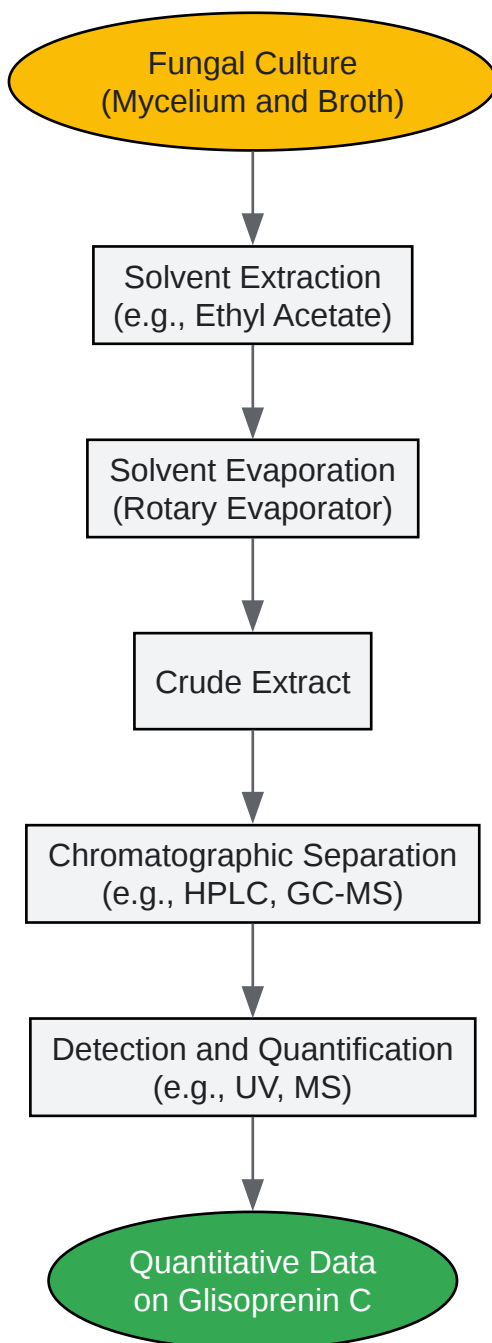 Fungal Culture
(Mycelium and Broth)
Solvent Extraction
(e.g., Ethyl Acetate)
Solvent Evaporation
(Rotary Evaporator)
Crude Extract
Chromatographic Separation
(e.g., HPLC, GC-MS)
Detection and Quantification
(e.g., UV, MS)
Quantitative Data
on Glisoprenin C